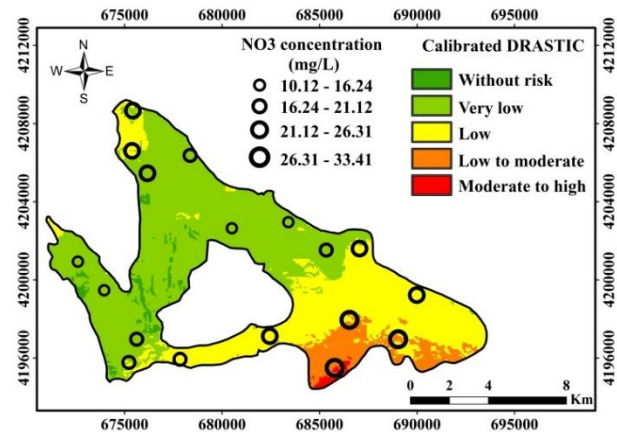 675000 680000 685000 690000 695000
4212000
4208000
4204000
4200000
4196000
N
W E
S
NO3 concentration
(mg/L)
10.12 - 16.24
16.24 - 21.12
21.12 - 26.31
26.31 - 33.41
Calibrated DRASTIC
Without risk
Very low
Low
Low to moderate
Moderate to high
4212000
4208000
4204000
4200000
4196000
0 2 4 8
Km
675000 680000 685000 690000 695000